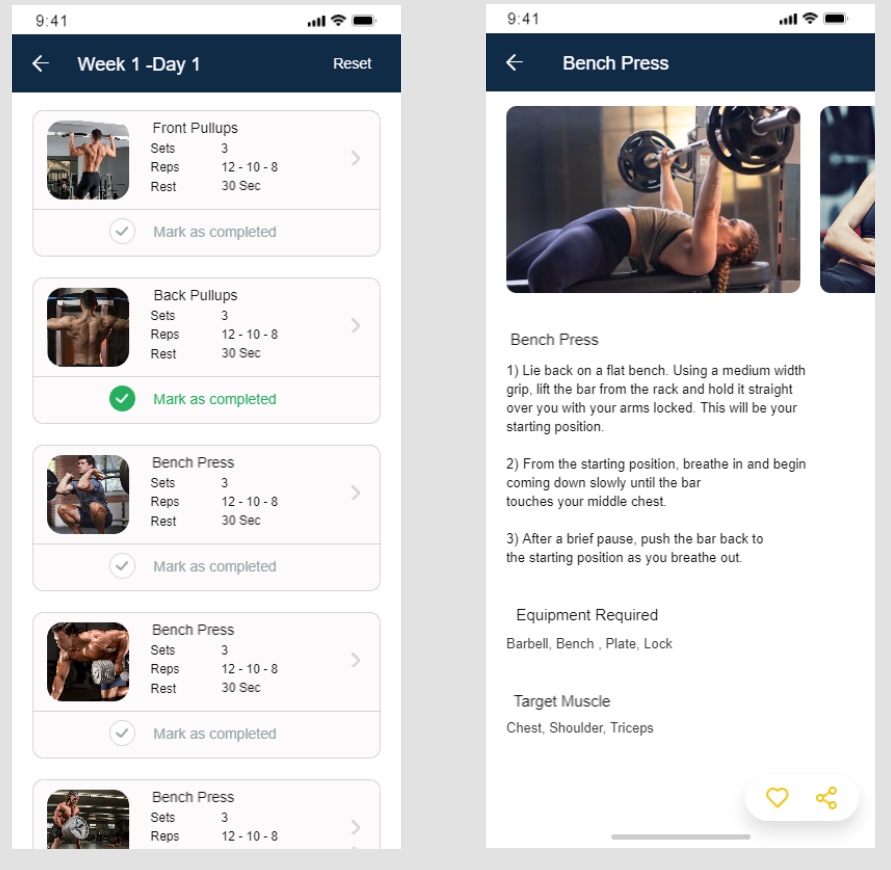 9:41
Week 1 -Day 1
Reset
Front Pullups
Sets 3
Reps 12 - 10 - 8
Rest 30 Sec
Mark as completed
Back Pullups
Sets 3
Reps 12 - 10 - 8
Rest 30 Sec
Mark as completed
Bench Press
Sets 3
Reps 12 - 10 - 8
Rest 30 Sec
Mark as completed
Bench Press
Sets 3
Reps 12 - 10 - 8
Rest 30 Sec
Mark as completed
Bench Press
Sets 3
Reps 12 - 10 - 8
9:41
Bench Press
Bench Press
1) Lie back on a flat bench. Using a medium width
grip, lift the bar from the rack and hold it straight
over you with your arms locked. This will be your
starting position.
2) From the starting position, breathe in and begin
coming down slowly until the bar
touches your middle chest.
3) After a brief pause, push the bar back to
the starting position as you breathe out.
Equipment Required
Barbell, Bench , Plate, Lock
Target Muscle
Chest, Shoulder, Triceps